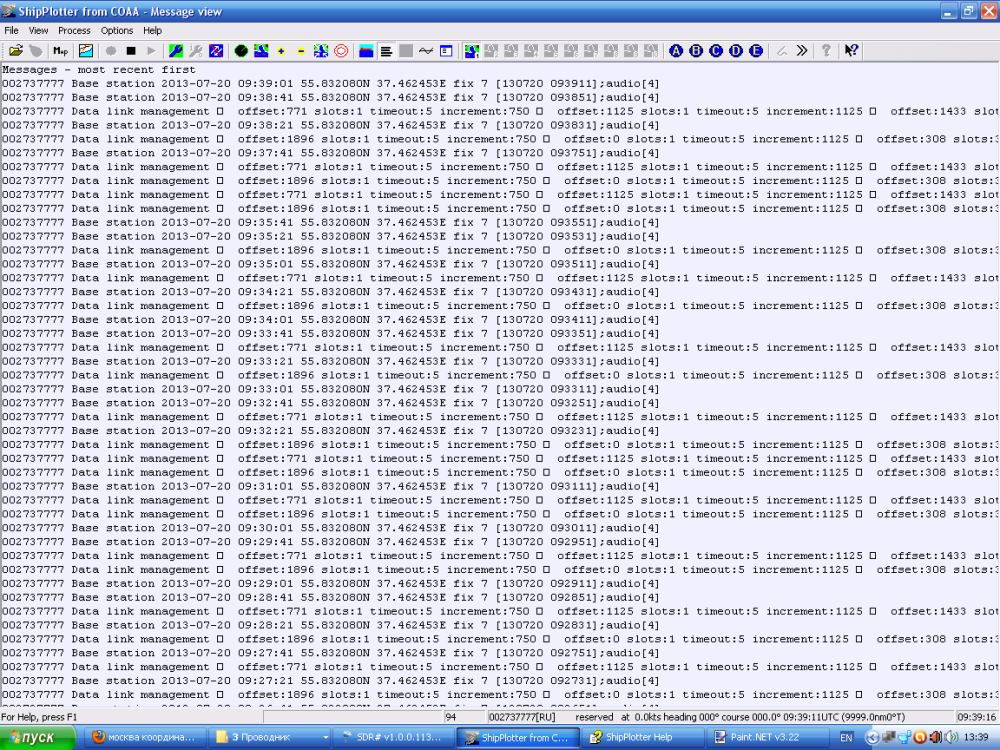 ShipPlotter from COAA - Message view
File View Process Options Help
Messages - most recent first
002737777 Base station 2013-07-20 09:39:01 55.832080N 37.462453E fix 7 [130720 093911];audio[4]
002737777 Base station 2013-07-20 09:38:41 55.832080N 37.462453E fix 7 [130720 093851];audio[4]
002737777 Data link management □ offset:771 slots:1 timeout:5 increment:750 □ offset:1125 slots:1 timeout:5 increment:1125 □ offset:1433 slot
002737777 Base station 2013-07-20 09:38:21 55.832080N 37.462453E fix 7 [130720 093831];audio[4]
002737777 Data link management □ offset:1896 slots:1 timeout:5 increment:750 □ offset:0 slots:1 timeout:5 increment:1125 □ offset:308 slots:3
002737777 Base station 2013-07-20 09:37:41 55.832080N 37.462453E fix 7 [130720 093751];audio[4]
002737777 Data link management □ offset:771 slots:1 timeout:5 increment:750 □ offset:1125 slots:1 timeout:5 increment:1125 □ offset:1433 slot
002737777 Data link management □ offset:1896 slots:1 timeout:5 increment:750 □ offset:0 slots:1 timeout:5 increment:1125 □ offset:308 slots:3
002737777 Data link management □ offset:771 slots:1 timeout:5 increment:750 □ offset:1125 slots:1 timeout:5 increment:1125 □ offset:1433 slot
002737777 Data link management □ offset:1896 slots:1 timeout:5 increment:750 □ offset:0 slots:1 timeout:5 increment:1125 □ offset:308 slots:3
002737777 Base station 2013-07-20 09:35:41 55.832080N 37.462453E fix 7 [130720 093551];audio[4]
002737777 Base station 2013-07-20 09:35:21 55.832080N 37.462453E fix 7 [130720 093531];audio[4]
002737777 Data link management □ offset:1896 slots:1 timeout:5 increment:750 □ offset:0 slots:1 timeout:5 increment:1125 □ offset:308 slots:3
002737777 Base station 2013-07-20 09:35:01 55.832080N 37.462453E fix 7 [130720 093511];audio[4]
002737777 Data link management □ offset:771 slots:1 timeout:5 increment:750 □ offset:1125 slots:1 timeout:5 increment:1125 □ offset:1433 slot
002737777 Base station 2013-07-20 09:34:21 55.832080N 37.462453E fix 7 [130720 093431];audio[4]
002737777 Data link management □ offset:1896 slots:1 timeout:5 increment:750 □ offset:0 slots:1 timeout:5 increment:1125 □ offset:308 slots:3
002737777 Base station 2013-07-20 09:34:01 55.832080N 37.462453E fix 7 [130720 093411];audio[4]
002737777 Base station 2013-07-20 09:33:41 55.832080N 37.462453E fix 7 [130720 093351];audio[4]
002737777 Data link management □ offset:771 slots:1 timeout:5 increment:750 □ offset:1125 slots:1 timeout:5 increment:1125 □ offset:1433 slot
002737777 Base station 2013-07-20 09:33:21 55.832080N 37.462453E fix 7 [130720 093331];audio[4]
002737777 Data link management □ offset:1896 slots:1 timeout:5 increment:750 □ offset:0 slots:1 timeout:5 increment:1125 □ offset:308 slots:3
002737777 Base station 2013-07-20 09:33:01 55.832080N 37.462453E fix 7 [130720 093311];audio[4]
002737777 Base station 2013-07-20 09:32:41 55.832080N 37.462453E fix 7 [130720 093251];audio[4]
002737777 Data link management □ offset:771 slots:1 timeout:5 increment:750 □ offset:1125 slots:1 timeout:5 increment:1125 □ offset:1433 slot
002737777 Base station 2013-07-20 09:32:21 55.832080N 37.462453E fix 7 [130720 093231];audio[4]
002737777 Data link management □ offset:1896 slots:1 timeout:5 increment:750 □ offset:0 slots:1 timeout:5 increment:1125 □ offset:308 slots:3
002737777 Data link management □ offset:771 slots:1 timeout:5 increment:750 □ offset:1125 slots:1 timeout:5 increment:1125 □ offset:1433 slot
002737777 Data link management □ offset:1896 slots:1 timeout:5 increment:750 □ offset:0 slots:1 timeout:5 increment:1125 □ offset:308 slots:3
002737777 Base station 2013-07-20 09:31:01 55.832080N 37.462453E fix 7 [130720 093111];audio[4]
002737777 Data link management □ offset:771 slots:1 timeout:5 increment:750 □ offset:1125 slots:1 timeout:5 increment:1125 □ offset:1433 slot
002737777 Data link management □ offset:1896 slots:1 timeout:5 increment:750 □ offset:0 slots:1 timeout:5 increment:1125 □ offset:308 slots:3
002737777 Base station 2013-07-20 09:30:01 55.832080N 37.462453E fix 7 [130720 093011];audio[4]
002737777 Base station 2013-07-20 09:29:41 55.832080N 37.462453E fix 7 [130720 092951];audio[4]
002737777 Data link management □ offset:771 slots:1 timeout:5 increment:750 □ offset:1125 slots:1 timeout:5 increment:1125 □ offset:1433 slot
002737777 Data link management □ offset:1896 slots:1 timeout:5 increment:750 □ offset:0 slots:1 timeout:5 increment:1125 □ offset:308 slots:3
002737777 Base station 2013-07-20 09:29:01 55.832080N 37.462453E fix 7 [130720 092911];audio[4]
002737777 Base station 2013-07-20 09:28:41 55.832080N 37.462453E fix 7 [130720 092851];audio[4]
002737777 Data link management □ offset:771 slots:1 timeout:5 increment:750 □ offset:1125 slots:1 timeout:5 increment:1125 □ offset:1433 slot
002737777 Base station 2013-07-20 09:28:21 55.832080N 37.462453E fix 7 [130720 092831];audio[4]
002737777 Data link management □ offset:1896 slots:1 timeout:5 increment:750 □ offset:0 slots:1 timeout:5 increment:1125 □ offset:308 slots:3
002737777 Base station 2013-07-20 09:27:41 55.832080N 37.462453E fix 7 [130720 092751];audio[4]
002737777 Data link management □ offset:771 slots:1 timeout:5 increment:750 □ offset:1125 slots:1 timeout:5 increment:1125 □ offset:1433 slot
002737777 Base station 2013-07-20 09:27:21 55.832080N 37.462453E fix 7 [130720 092731];audio[4]
002737777 Data link management □ offset:1896 slots:1 timeout:5 increment:750 □ offset:0 slots:1 timeout:5 increment:1125 □ offset:308 slots:3
For Help, press F1 94 002737777[RU] reserved at 0.0kts heading 000° course 000.0° 09:39:11UTC (9999.0nm0°T) 09:39:16
пуск москва координа... 3 Проводник SDR# v1.0.0.113... ShipPlotter from C... ShipPlotter Help Paint.NET v3.22 EN 13:39